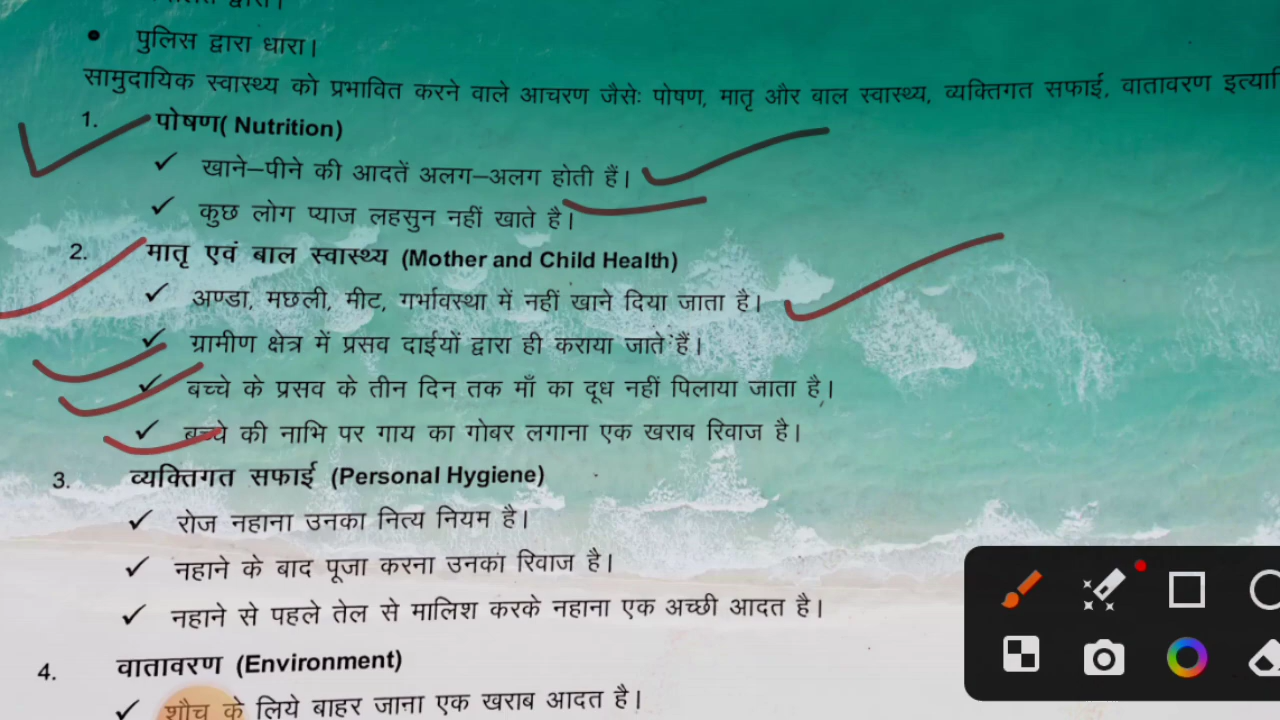 • पुलिस द्वारा धारा।
सामुदायिक स्वास्थ्य को प्रभावित करने वाले आचरण जैसेः पोषण, मातृ और बाल स्वास्थ्य, व्यक्तिगत सफाई, वातावरण
1. पोषण( Nutrition)
✓ खाने–पीने की आदतें अलग–अलग होती हैं।
✓ कुछ लोग प्याज लहसुन नहीं खाते है।
2. मातृ एवं बाल स्वास्थ्य (Mother and Child Health)
✓ अण्डा, मछली, मीट, गर्भावस्था में नहीं खाने दिया जाता है।
✓ ग्रामीण क्षेत्र में प्रसव दाईयों द्वारा ही कराया जाते हैं।
✓ बच्चे के प्रसव के तीन दिन तक माँ का दूध नहीं पिलाया जाता है।
✓ बच्चे की नाभि पर गाय का गोबर लगाना एक खराब रिवाज है।
3. व्यक्तिगत सफाई (Personal Hygiene)
✓ रोज नहाना उनका नित्य नियम है।
✓ नहाने के बाद पूजा करना उनका रिवाज है।
✓ नहाने से पहले तेल से मालिश करके नहाना एक अच्छी आदत है।
4. वातावरण (Environment)
✓ शौच के लिये बाहर जाना एक खराब आदत है।